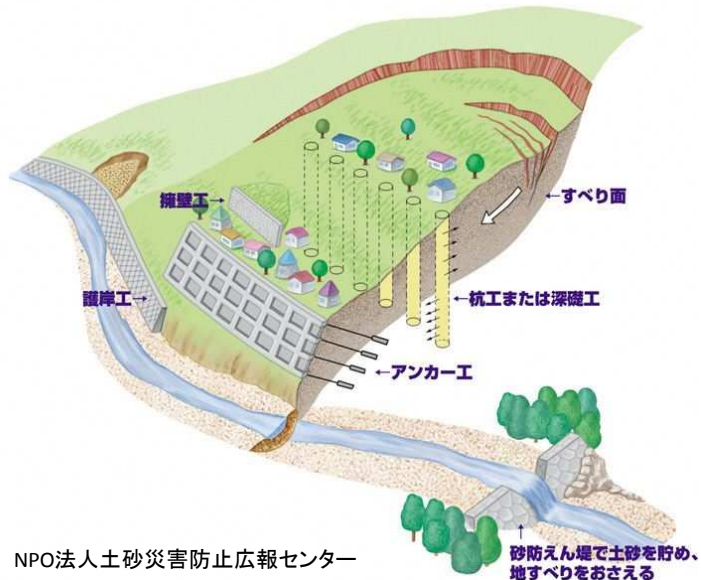 擁壁工→
←すべり面
護岸工→
←杭工または深礎工
←アンカー工
NPO法人土砂災害防止広報センター
砂防えん堤で土砂を貯め、
地すべりをおさえる